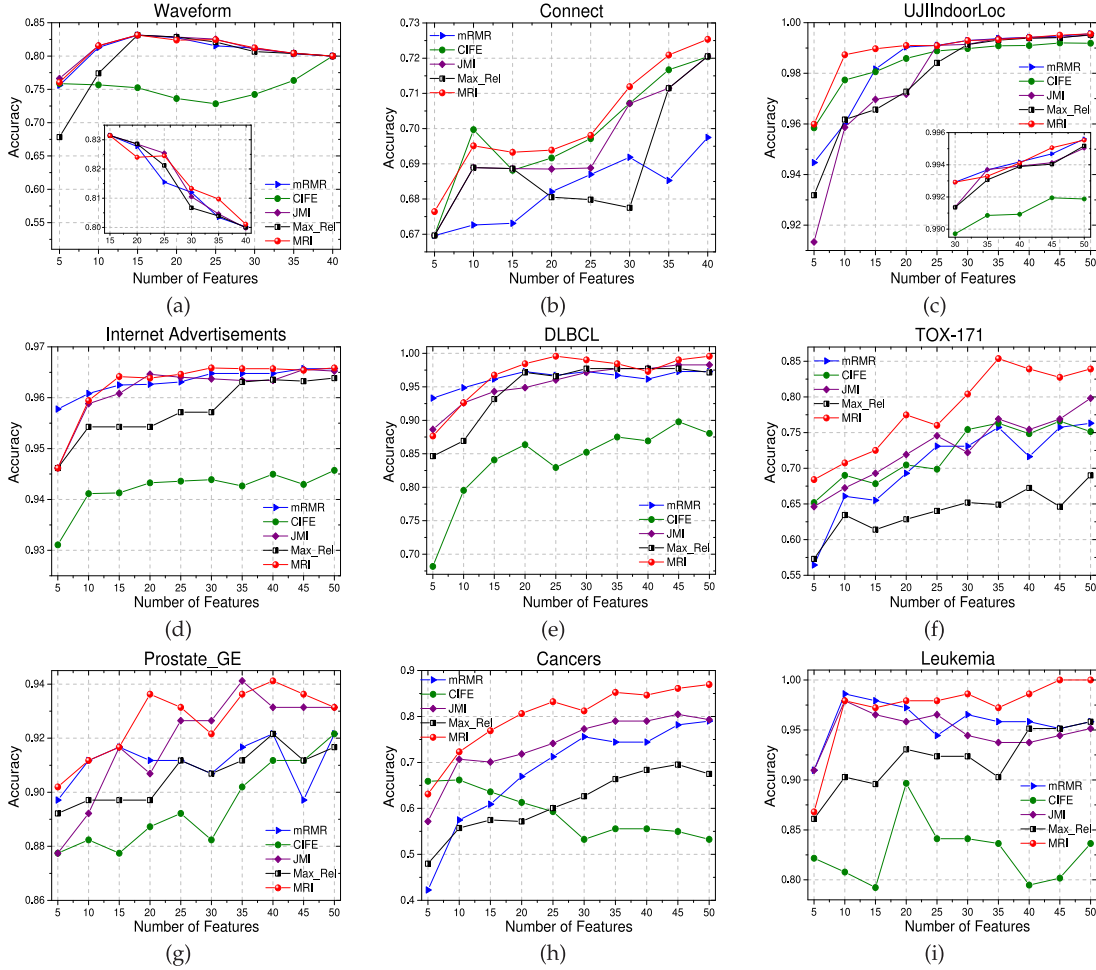 Waveform
Accuracy
0.85
0.80
0.75
0.70
0.65
0.60
0.55
5 10 15 20 25 30 35 40
Number of Features
0.83
0.82
0.81
0.80
15 20 25 30 35 40
mRMR
CIFE
JMI
Max_Rel
MRI
(a)
Connect
Accuracy
0.73
0.72
0.71
0.70
0.69
0.68
0.67
5 10 15 20 25 30 35 40
Number of Features
mRMR
CIFE
JMI
Max_Rel
MRI
(b)
UJIIndoorLoc
Accuracy
1.00
0.98
0.96
0.94
0.92
5 10 15 20 25 30 35 40 45 50
Number of Features
mRMR
CIFE
JMI
Max_Rel
MRI
0.996
0.994
0.992
0.990
30 35 40 45 50
(c)
Internet Advertisements
Accuracy
0.97
0.96
0.95
0.94
0.93
5 10 15 20 25 30 35 40 45 50
Number of Features
mRMR
CIFE
JMI
Max_Rel
MRI
(d)
DLBCL
Accuracy
1.00
0.95
0.90
0.85
0.80
0.75
0.70
5 10 15 20 25 30 35 40 45 50
Number of Features
mRMR
CIFE
JMI
Max_Rel
MRI
(e)
TOX-171
Accuracy
0.85
0.80
0.75
0.70
0.65
0.60
0.55
5 10 15 20 25 30 35 40 45 50
Number of Features
mRMR
CIFE
JMI
Max_Rel
MRI
(f)
Prostate_GE
Accuracy
0.94
0.92
0.90
0.88
0.86
5 10 15 20 25 30 35 40 45 50
Number of Features
mRMR
CIFE
JMI
Max_Rel
MRI
(g)
Cancers
Accuracy
0.9
0.8
0.7
0.6
0.5
0.4
5 10 15 20 25 30 35 40 45 50
Number of Features
mRMR
CIFE
JMI
Max_Rel
MRI
(h)
Leukemia
Accuracy
1.00
0.95
0.90
0.85
0.80
5 10 15 20 25 30 35 40 45 50
Number of Features
mRMR
CIFE
JMI
Max_Rel
MRI
(i)